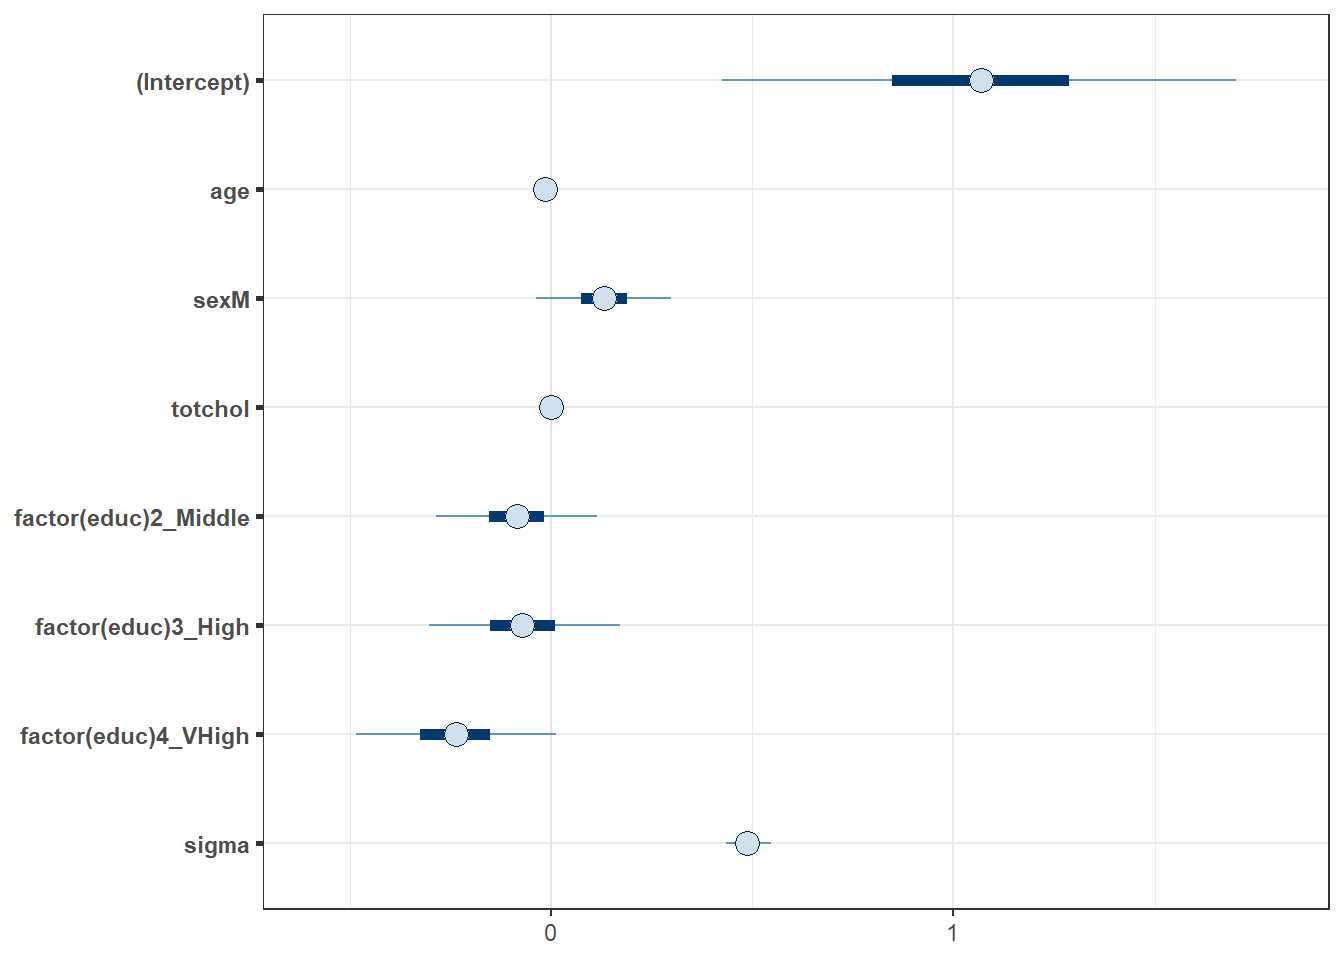 (Intercept)
age
sexM
totchol
factor(educ)2_Middle
factor(educ)3_High
factor(educ)4_VHigh
sigma
0 1